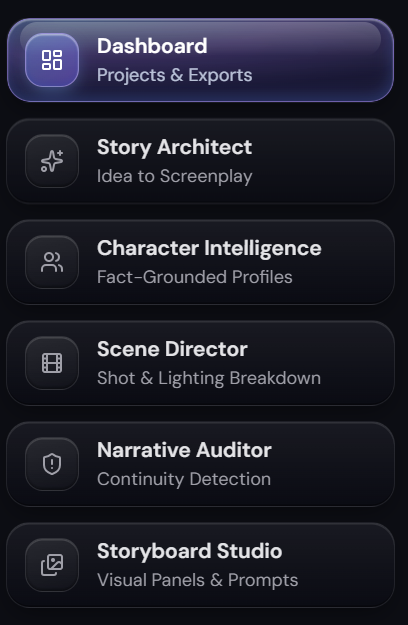 Dashboard
Projects & Exports
Story Architect
Idea to Screenplay
Character Intelligence
Fact-Grounded Profiles
Scene Director
Shot & Lighting Breakdown
Narrative Auditor
Continuity Detection
Storyboard Studio
Visual Panels & Prompts